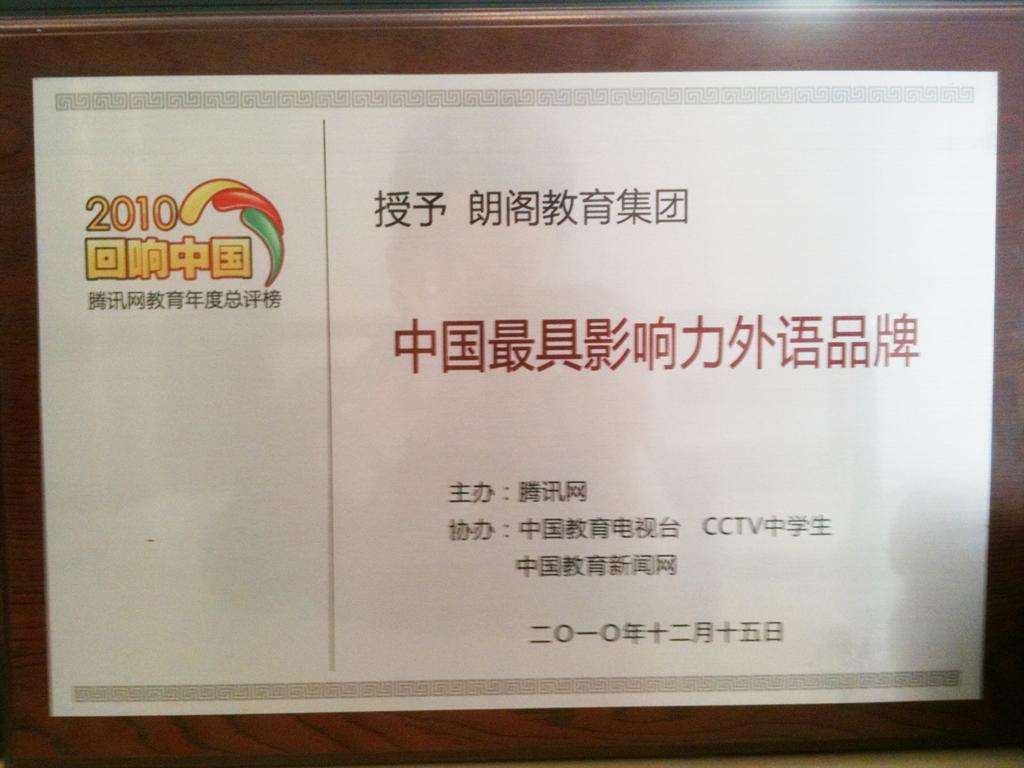 2010
回响中国
腾讯网教育年度总评榜
授予 朗阁教育集团
中国最具影响力外语品牌
主办：腾讯网
协办：中国教育电视台 CCTV中学生
中国教育新闻网
二〇一〇年十二月十五日